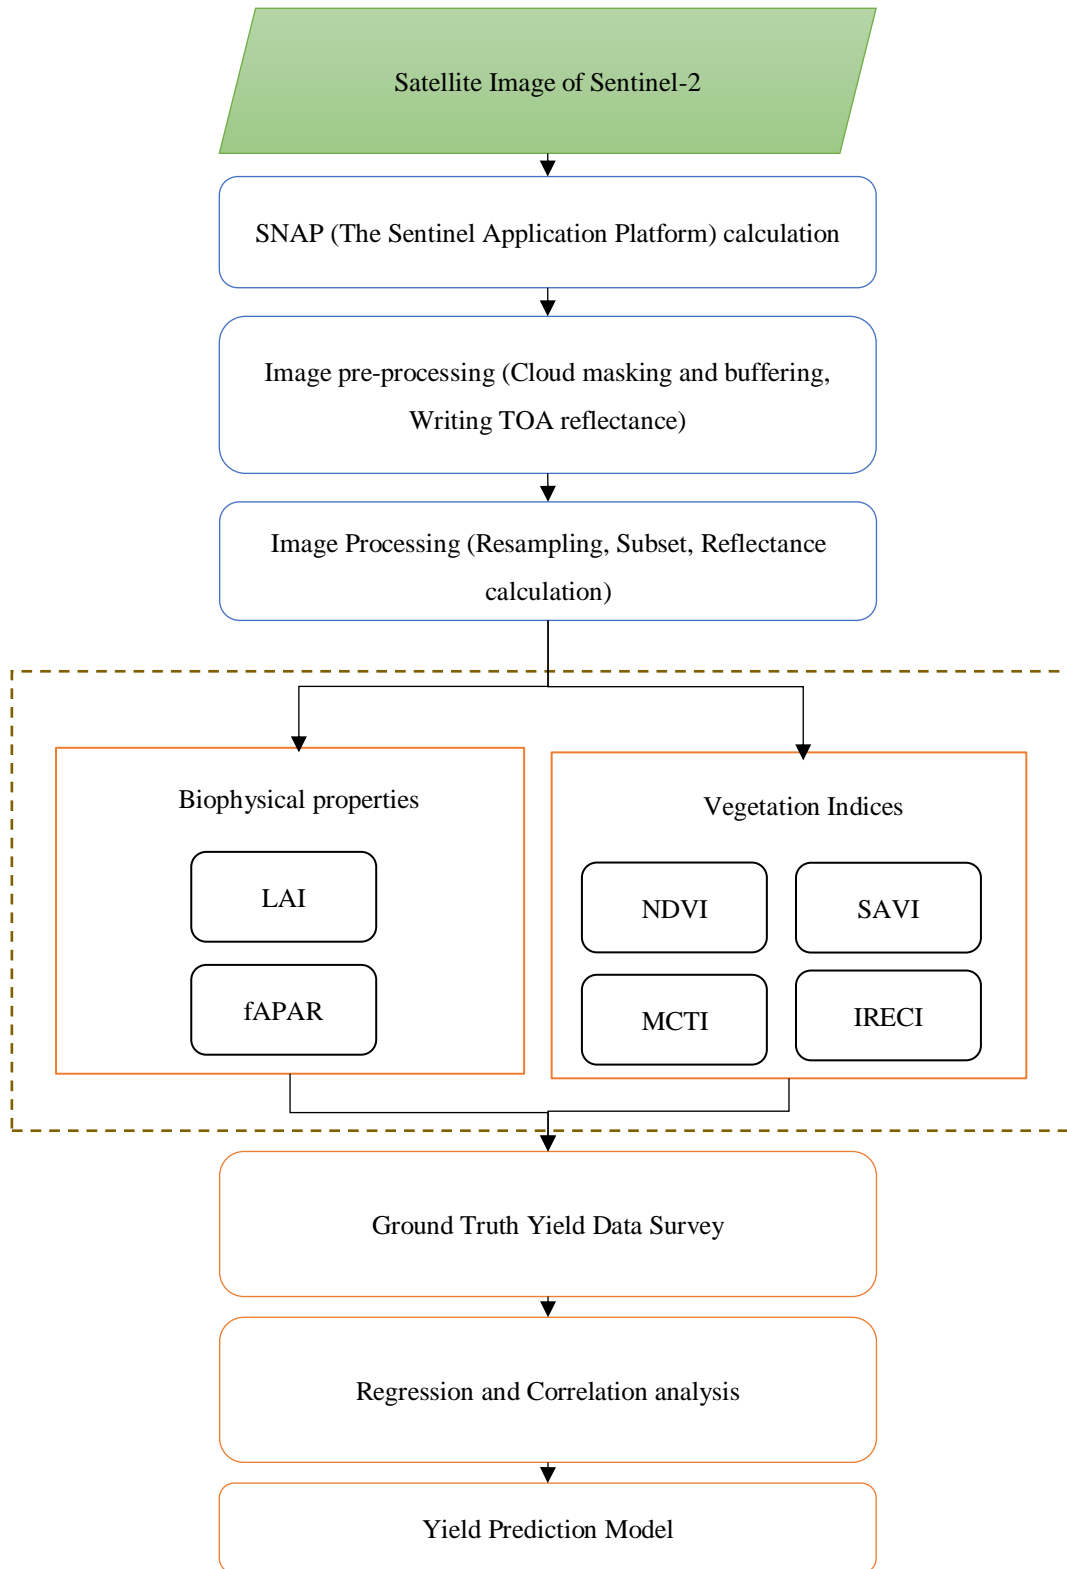 Satellite Image of Sentinel-2
SNAP (The Sentinel Application Platform) calculation
Image pre-processing (Cloud masking and buffering,
Writing TOA reflectance)
Image Processing (Resampling, Subset, Reflectance
calculation)
Biophysical properties
LAI
fAPAR
Vegetation Indices
NDVI
SAVI
MCTI
IRECI
Ground Truth Yield Data Survey
Regression and Correlation analysis
Yield Prediction Model